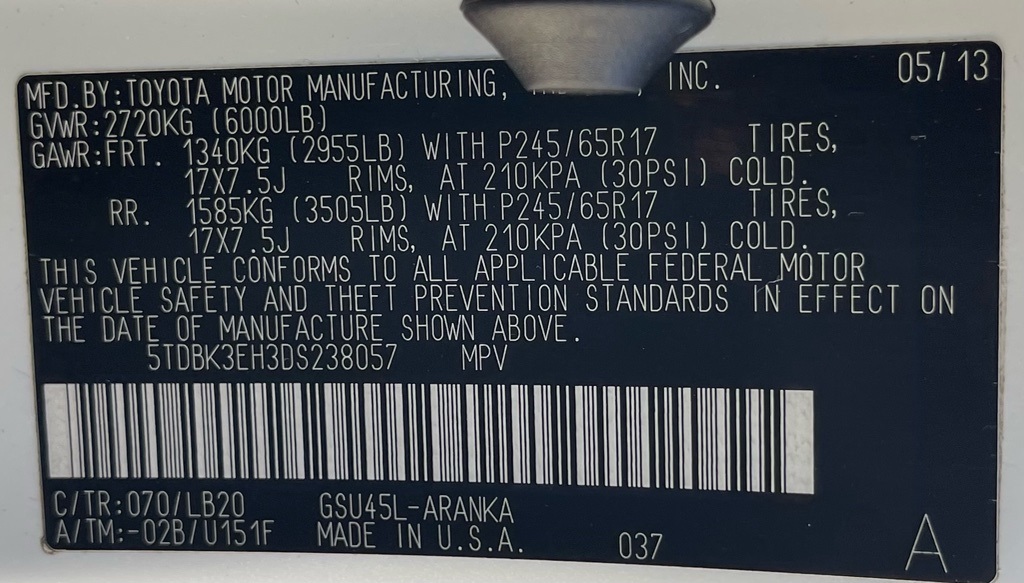 05/13
MFD.BY:TOYOTA MOTOR MANUFACTURING, INC.
GVWR:2720KG (6000LB)
GAWR:FRT. 1340KG (2955LB) WITH P245/65R17 TIRES,
17X7.5J RIMS, AT 210KPA (30PSI) COLD.
RR. 1585KG (3505LB) WITH P245/65R17 TIRES,
17X7.5J RIMS, AT 210KPA (30PSI) COLD.
THIS VEHICLE CONFORMS TO ALL APPLICABLE FEDERAL MOTOR
VEHICLE SAFETY AND THEFT PREVENTION STANDARDS IN EFFECT ON
THE DATE OF MANUFACTURE SHOWN ABOVE.
5TDBK3EH3DS238057 MPV
C/TR:070/LB20 GSU45L-ARANKA
A/TM:-02B/U151F MADE IN U.S.A. 037 A